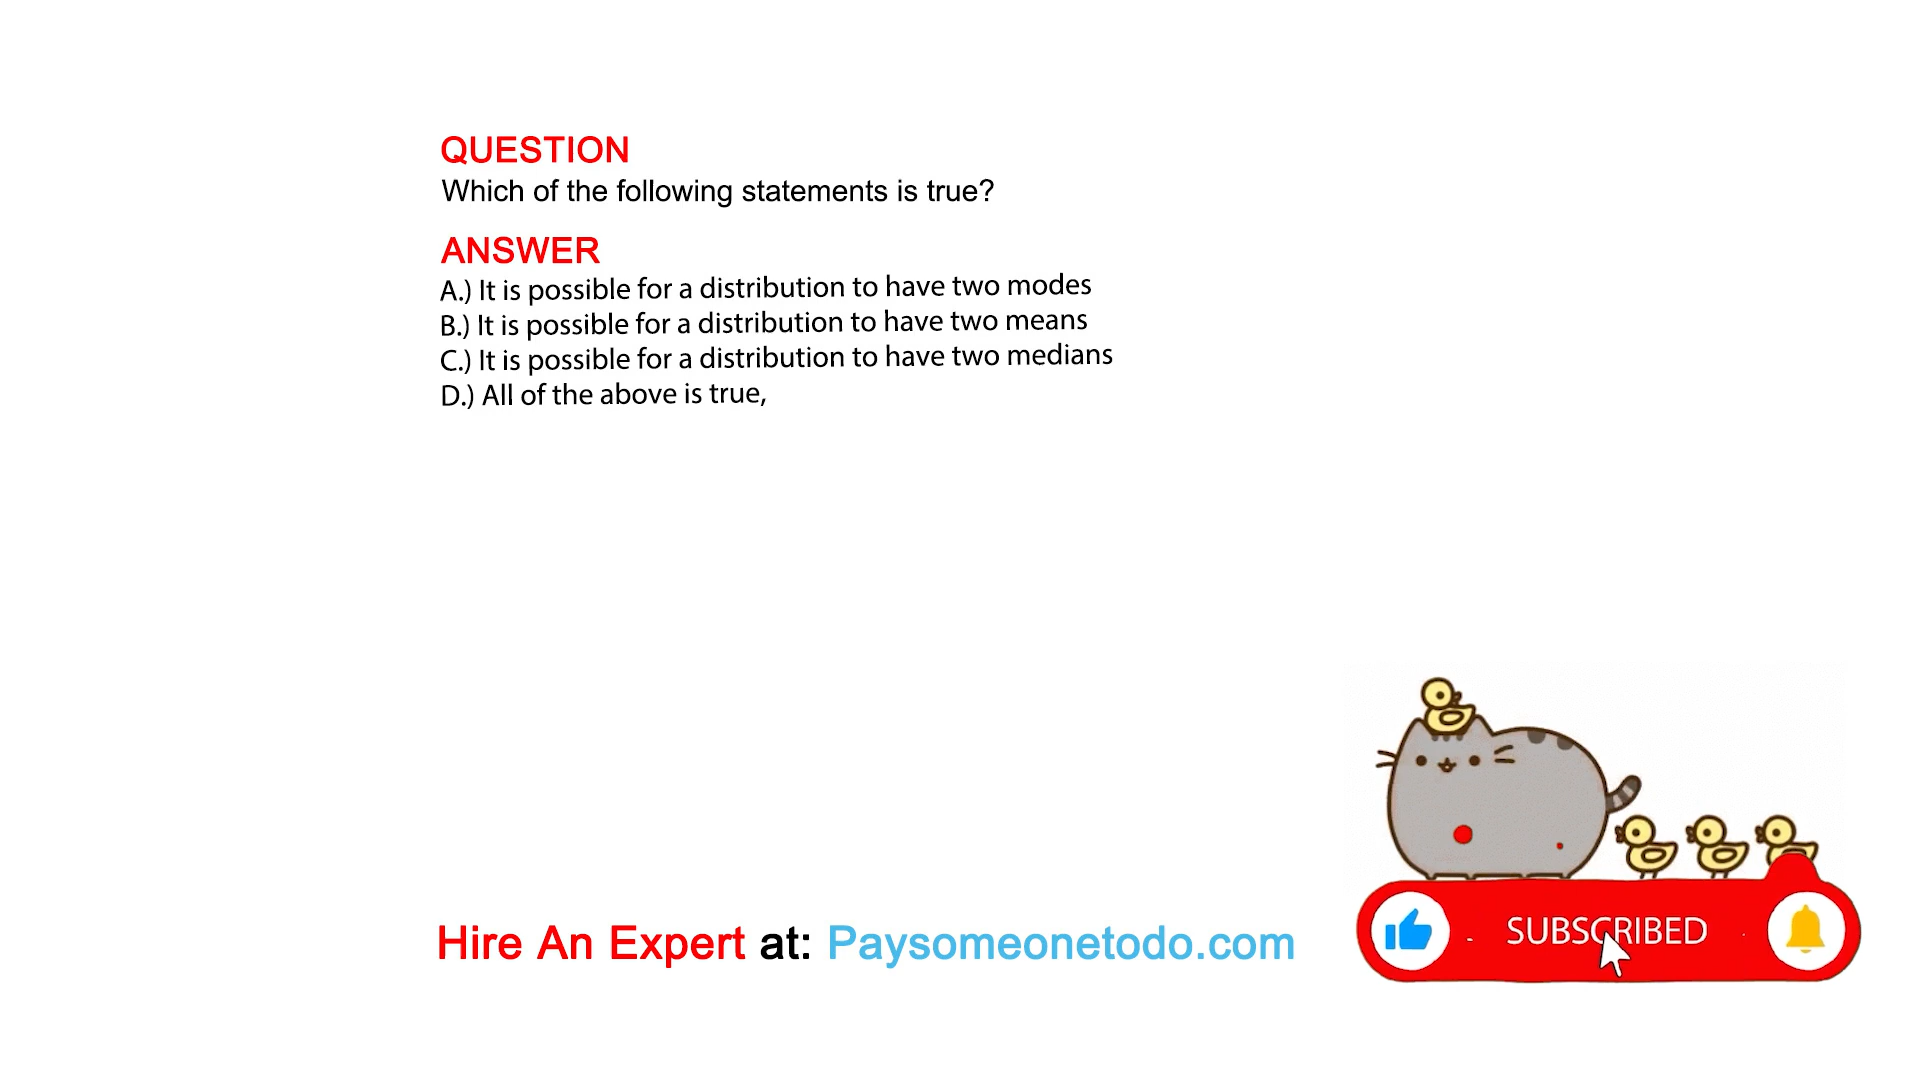 QUESTION
Which of the following statements is true?
ANSWER
A.) It is possible for a distribution to have two modes
B.) It is possible for a distribution to have two means
C.) It is possible for a distribution to have two medians
D.) All of the above is true,
Hire An Expert at: Paysomeonetodo.com
SUBSCRIBED